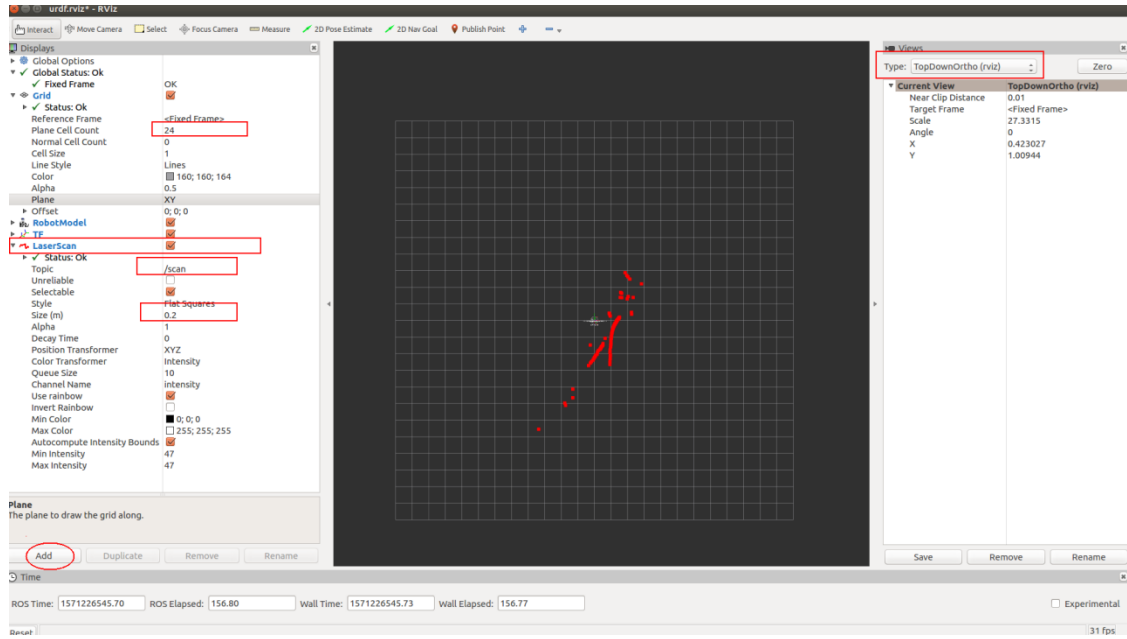 urdf.rviz* - RViz
Interact Move Camera Select Focus Camera Measure 2D Pose Estimate 2D Nav Goal Publish Point
Displays
Global Options
Global Status: Ok
Fixed Frame OK
Grid
Status: Ok
Reference Frame <Fixed Frame>
Plane Cell Count 24
Normal Cell Count 0
Cell Size 1
Line Style Lines
Color 160; 160; 164
Alpha 0.5
Plane XY
Offset 0; 0; 0
RobotModel
TF
LaserScan
Status: Ok
Topic /scan
Unreliable
Selectable
Style Flat Squares
Size (m) 0.2
Alpha 1
Decay Time 0
Position Transformer XYZ
Color Transformer Intensity
Queue Size 10
Channel Name intensity
Use rainbow
Invert Rainbow
Min Color 0; 0; 0
Max Color 255; 255; 255
Autocompute Intensity Bounds
Min Intensity 47
Max Intensity 47
Plane
The plane to draw the grid along.
Add Duplicate Remove Rename
Views
Type: TopDownOrtho (rviz) Zero
Current View TopDownOrtho (rviz)
Near Clip Distance 0.01
Target Frame <Fixed Frame>
Scale 27.3315
Angle 0
X 0.423027
Y 1.00944
Save Remove Rename
Time
ROS Time: 1571226545.70 ROS Elapsed: 156.80 Wall Time: 1571226545.73 Wall Elapsed: 156.77 Experimental
Reset 31 fps